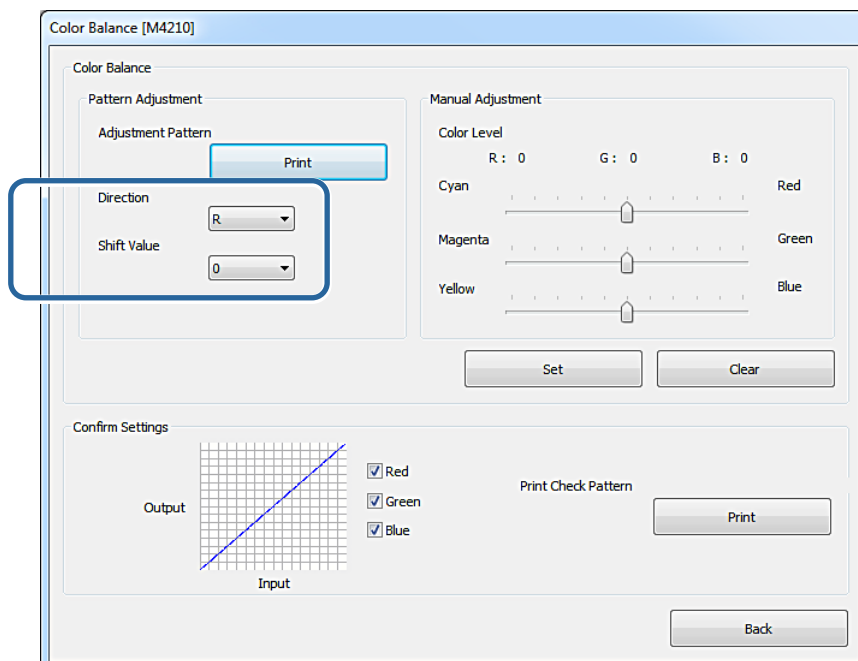 Color Balance [M4210]
Color Balance
Pattern Adjustment
Adjustment Pattern
Print
Direction
R
Shift Value
0
Manual Adjustment
Color Level
R : 0 G : 0 B : 0
Cyan Red
Magenta Green
Yellow Blue
Set Clear
Confirm Settings
Output
Input
Red
Green
Blue
Print Check Pattern
Print
Back